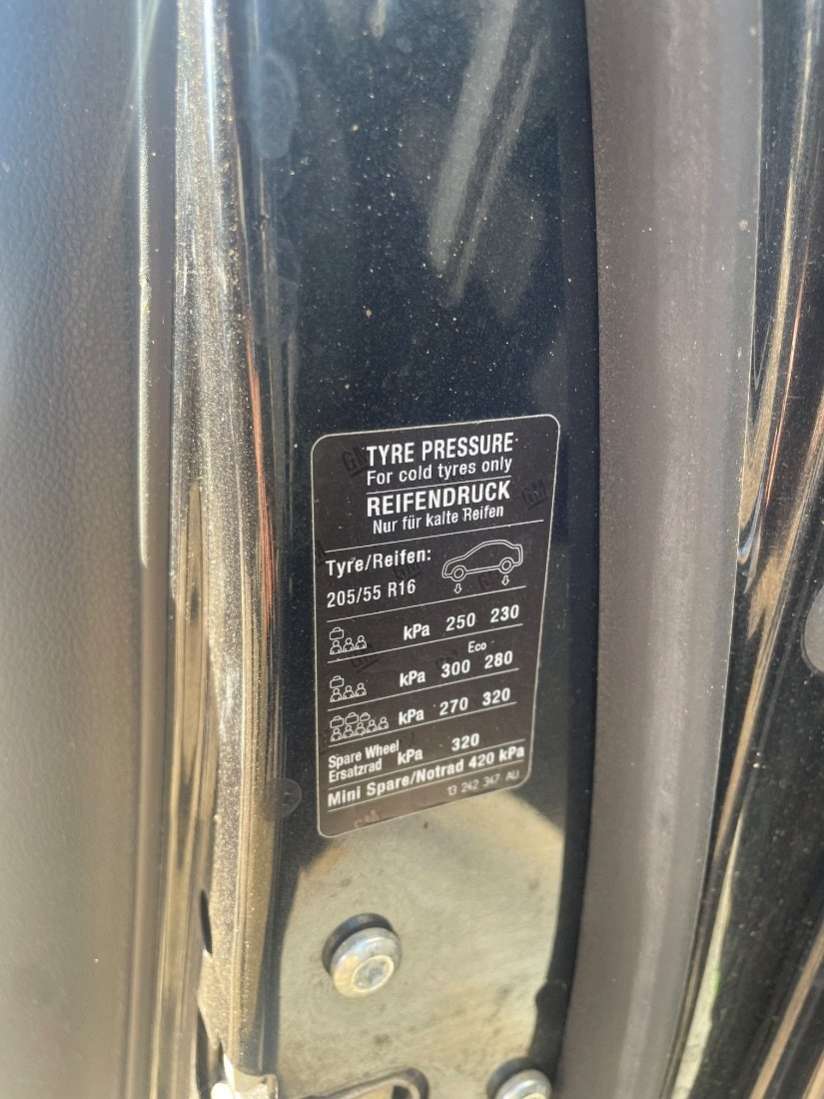 TYRE PRESSURE
For cold tyres only
REIFENDRUCK
Nur für kalte Reifen
Tyre/Reifen:
205/55 R16
kPa 250 230
Eco
kPa 300 280
kPa 270 320
Spare Wheel
Ersatzrad kPa 320
Mini Spare/Notrad 420 kPa
13 242 347 AU
GM